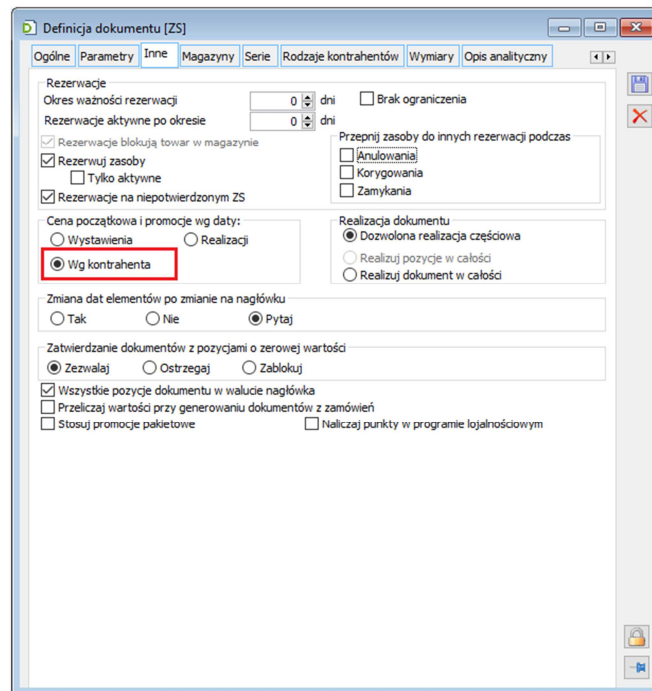 Definicja dokumentu [ZS]
Ogólne Parametry Inne Magazyny Serie Rodzaje kontrahentów Wymiary Opis analityczny
Rezerwacje
Okres ważności rezerwacji 0 dni Brak ograniczenia
Rezerwacje aktywne po okresie 0 dni
Rezerwacje blokują towar w magazynie
Przepnij zasoby do innych rezerwacji podczas
Rezerwuj zasoby Anulowania
Tylko aktywne Korygowania
Rezerwacje na niepotwierdzonym ZS Zamykania
Cena początkowa i promocje wg daty: Realizacja dokumentu
Wystawienia Realizacji Dozwolona realizacja częściowa
Wg kontrahenta Realizuj pozycje w całości
Realizuj dokument w całości
Zmiana dat elementów po zmianie na nagłówku
Tak Nie Pytaj
Zatwierdzanie dokumentów z pozycjami o zerowej wartości
Zezwalaj Ostrzegaj Zablokuj
Wszystkie pozycje dokumentu w walucie nagłówka
Przeliczaj wartości przy generowaniu dokumentów z zamówień
Stosuj promocje pakietowe Naliczaj punkty w programie lojalnościowym